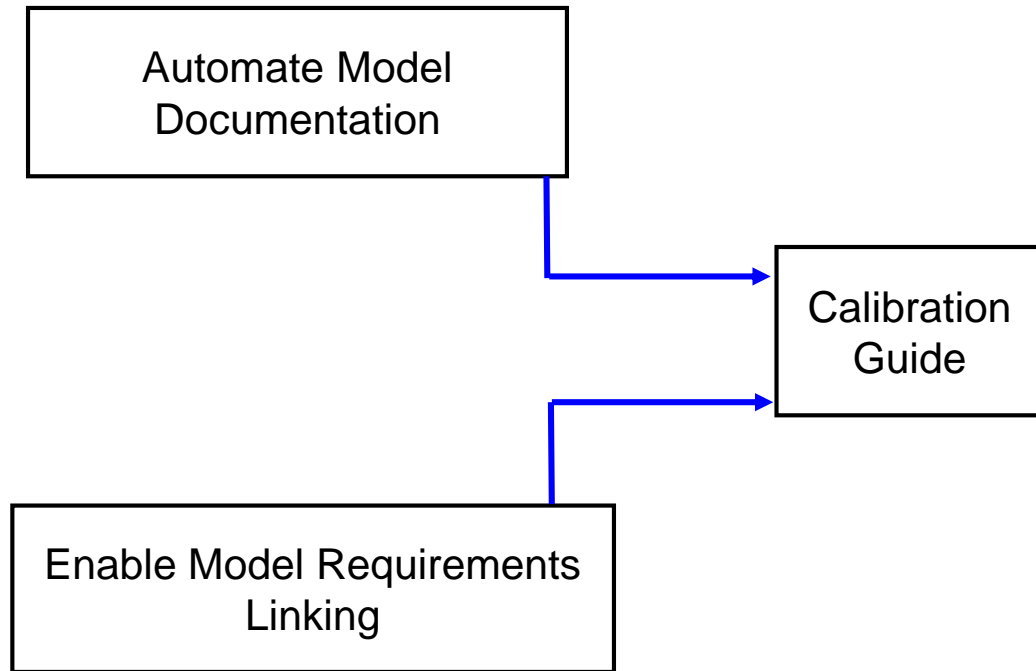 Automate Model
Documentation
Calibration
Guide
Enable Model Requirements
Linking